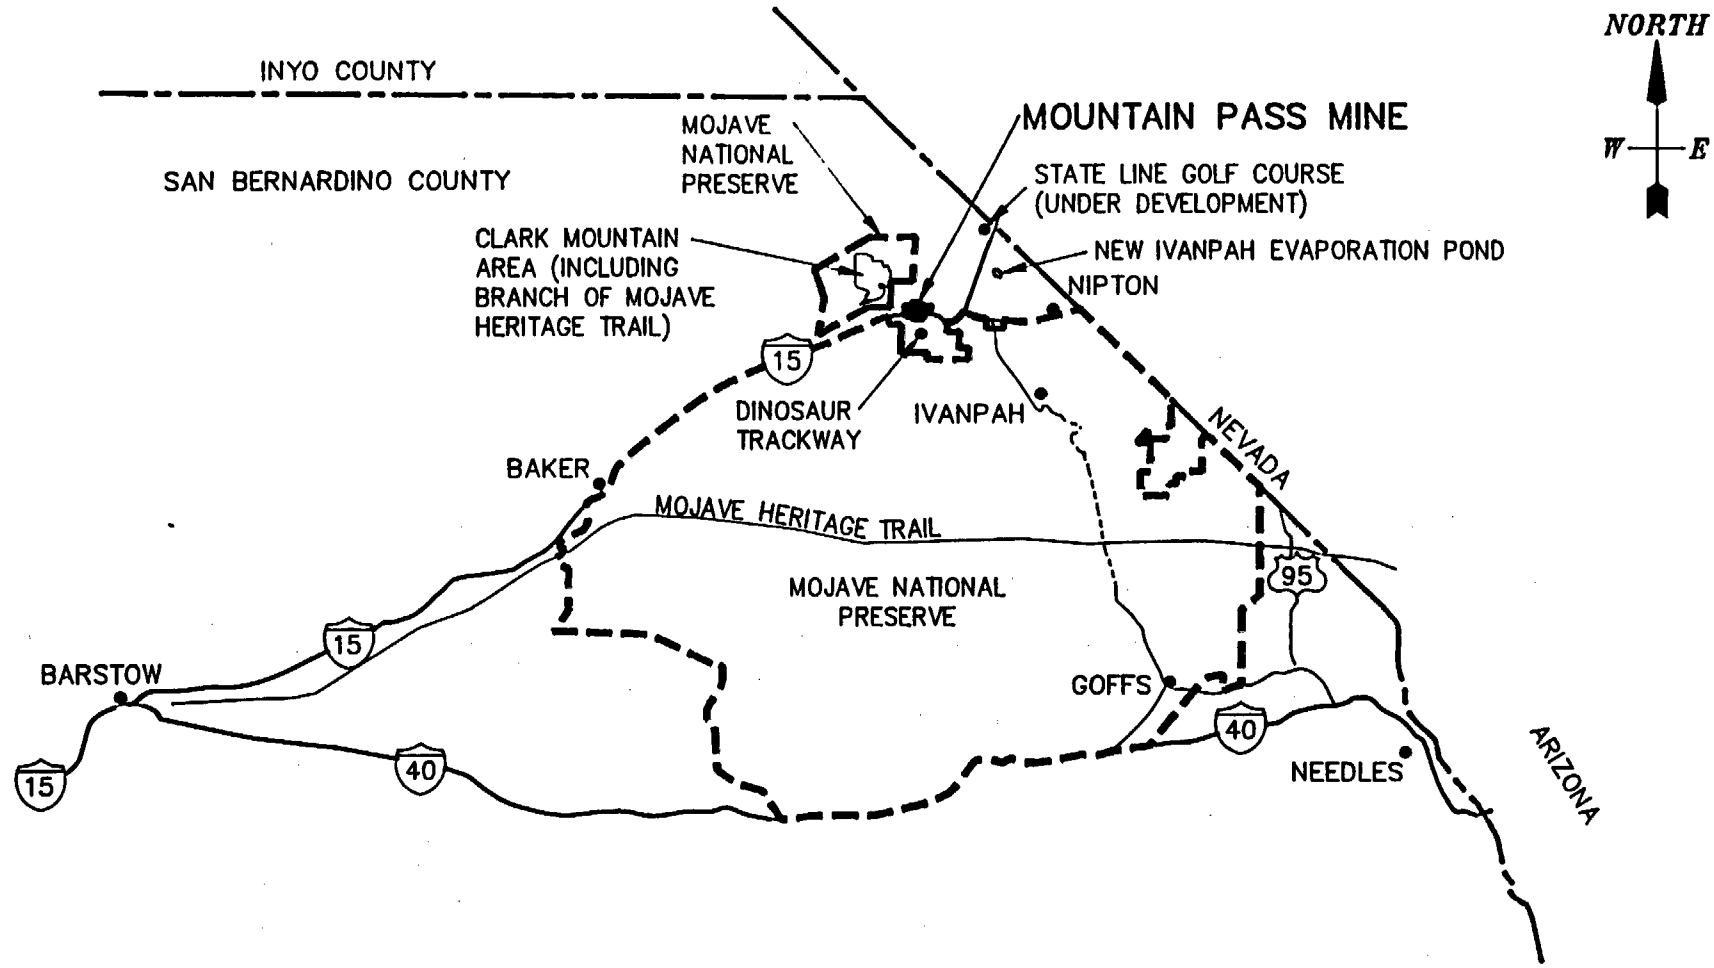 NORTH
INYO COUNTY
MOUNTAIN PASS MINE
MOJAVE
NATIONAL
PRESERVE
W E
SAN BERNARDINO COUNTY
STATE LINE GOLF COURSE
(UNDER DEVELOPMENT)
CLARK MOUNTAIN
AREA (INCLUDING
BRANCH OF MOJAVE
HERITAGE TRAIL)
NEW IVANPAH EVAPORATION POND
NIPTON
15
DINOSAUR
TRACKWAY
IVANPAH
NEVADA
BAKER
MOJAVE HERITAGE TRAIL
95
MOJAVE NATIONAL
PRESERVE
15
BARSTOW
GOFFS
40
15
40
NEEDLES
ARIZONA